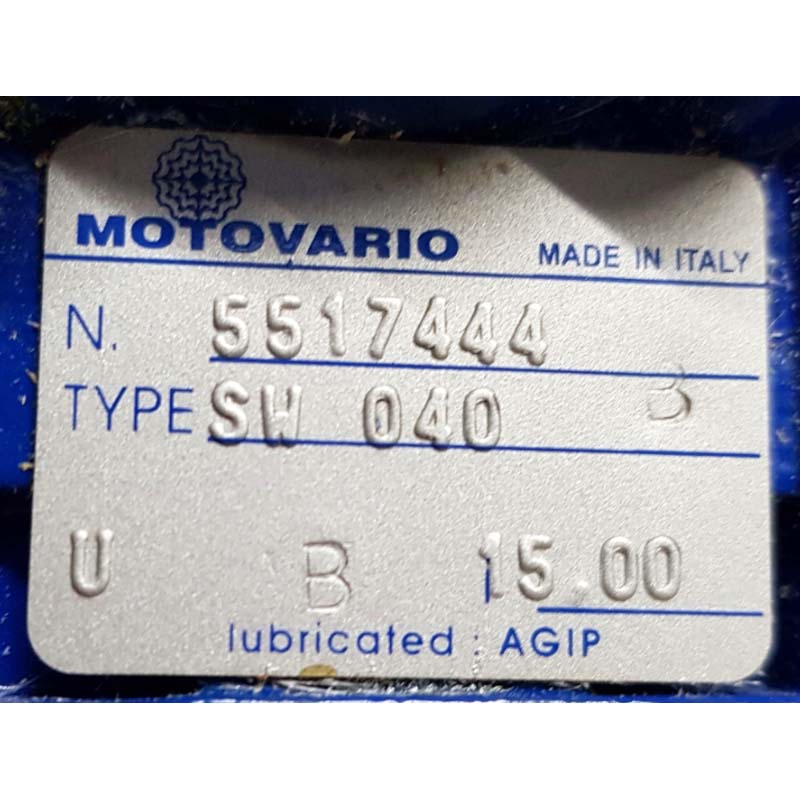 MOTOVARIO MADE IN ITALY
N. 5517444
TYPE SW 040 B
U B i 15.00
lubricated : AGIP